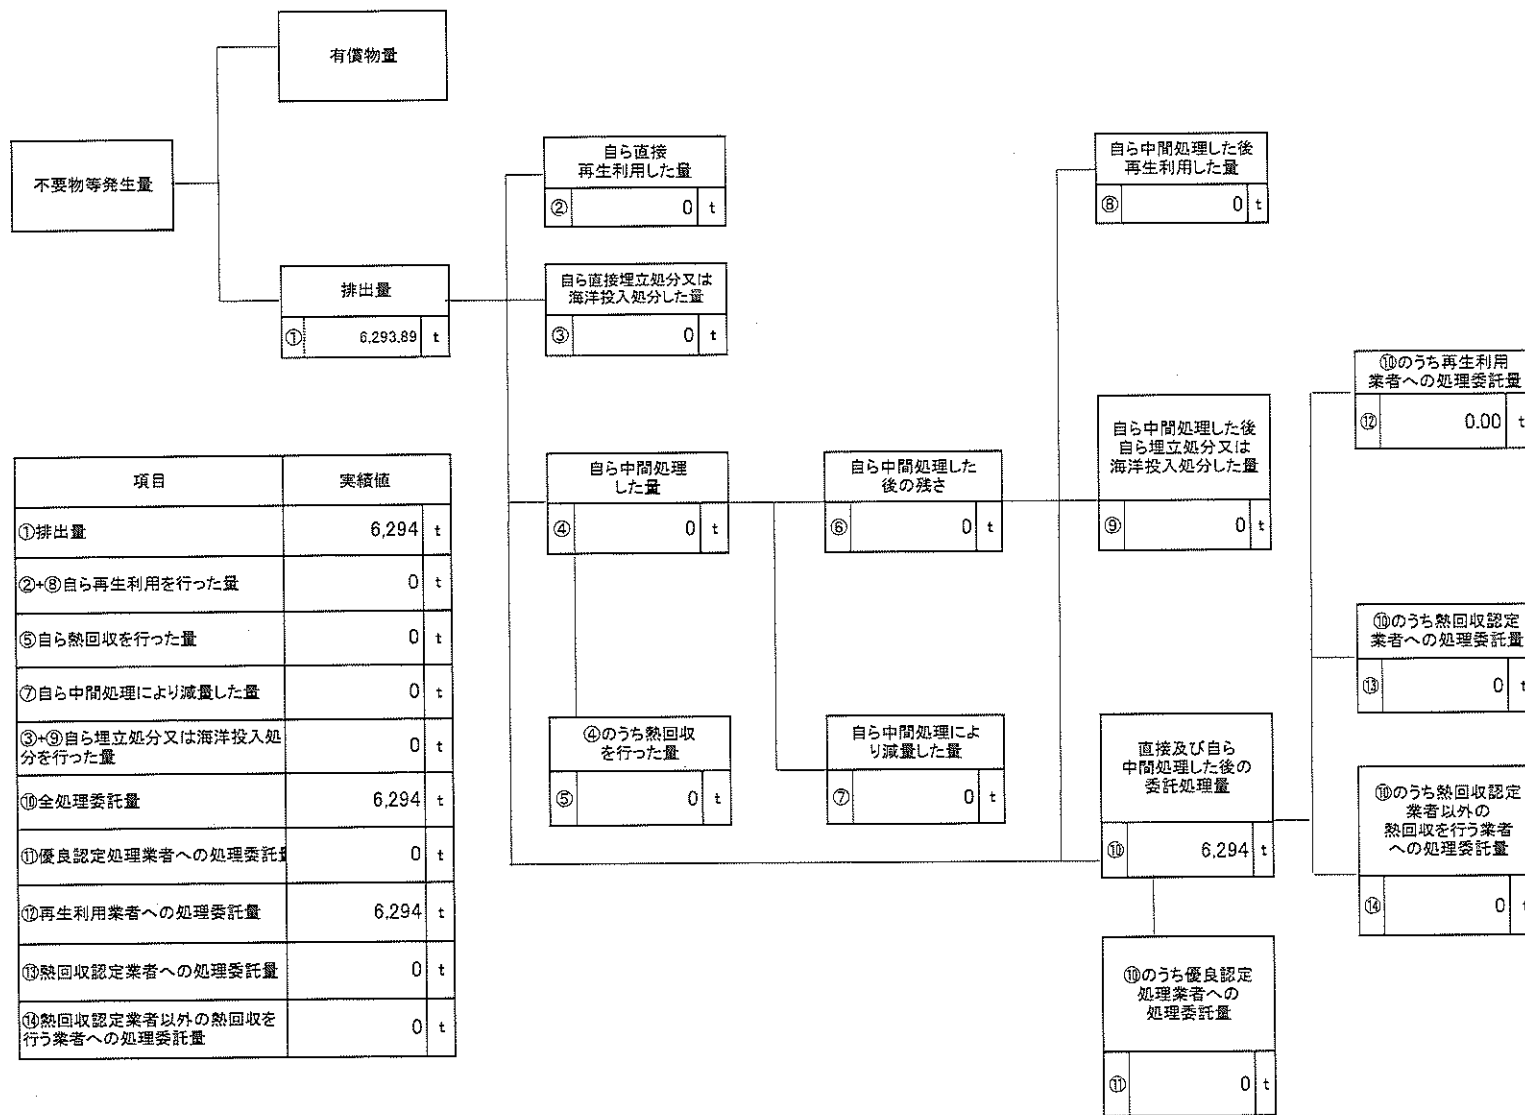 有償物量
不要物等発生量
排出量
① 6,293.89 t
自ら直接
再生利用した量
② 0 t
自ら直接埋立処分又は
海洋投入処分した量
③ 0 t
自ら中間処理
した量
④ 0 t
④のうち熱回収
を行った量
⑤ 0 t
自ら中間処理した
後の残さ
⑥ 0 t
自ら中間処理によ
り減量した量
⑦ 0 t
自ら中間処理した後
再生利用した量
⑧ 0 t
自ら中間処理した後
自ら埋立処分又は
海洋投入処分した量
⑨ 0 t
直接及び自ら
中間処理した後の
委託処理量
⑩ 6,294 t
⑩のうち優良認定
処理業者への
処理委託量
⑪ 0 t
⑩のうち再生利用
業者への処理委託量
⑫ 0.00 t
⑩のうち熱回収認定
業者への処理委託量
⑬ 0 t
⑩のうち熱回収認定
業者以外の
熱回収を行う業者
への処理委託量
⑭ 0 t
項目 実績値
①排出量 6,294 t
②+⑧自ら再生利用を行った量 0 t
⑤自ら熱回収を行った量 0 t
⑦自ら中間処理により減量した量 0 t
③+⑨自ら埋立処分又は海洋投入処
分を行った量 0 t
⑩全処理委託量 6,294 t
⑪優良認定処理業者への処理委託量 0 t
⑫再生利用業者への処理委託量 6,294 t
⑬熱回収認定業者への処理委託量 0 t
⑭熱回収認定業者以外の熱回収を
行う業者への処理委託量 0 t